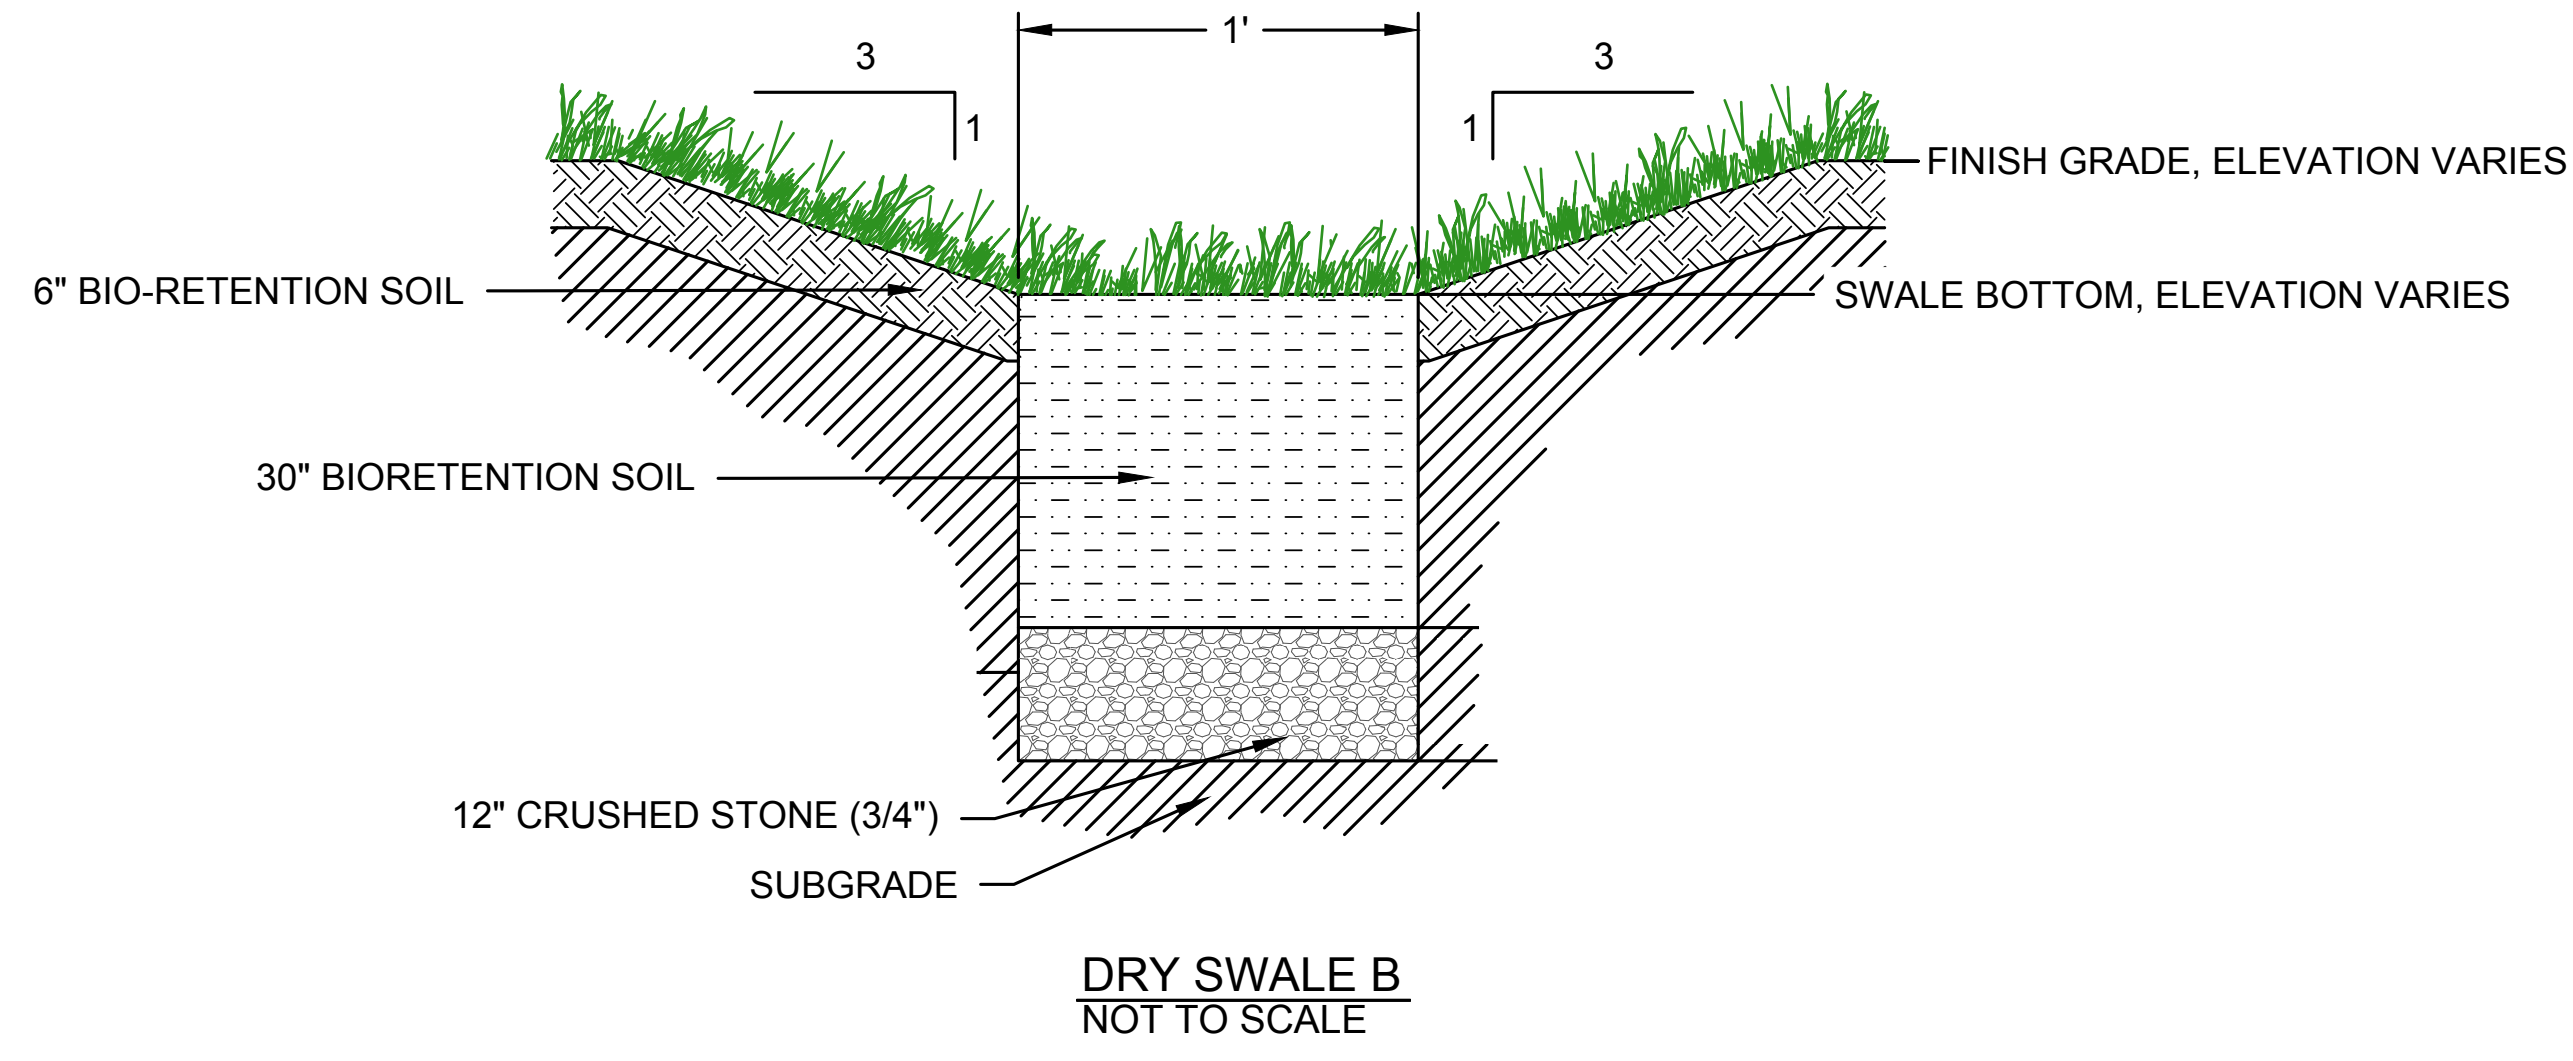 1'
3
3
1
1
FINISH GRADE, ELEVATION VARIES
6" BIO-RETENTION SOIL
SWALE BOTTOM, ELEVATION VARIES
30" BIORETENTION SOIL
12" CRUSHED STONE (3/4")
SUBGRADE
DRY SWALE B
NOT TO SCALE